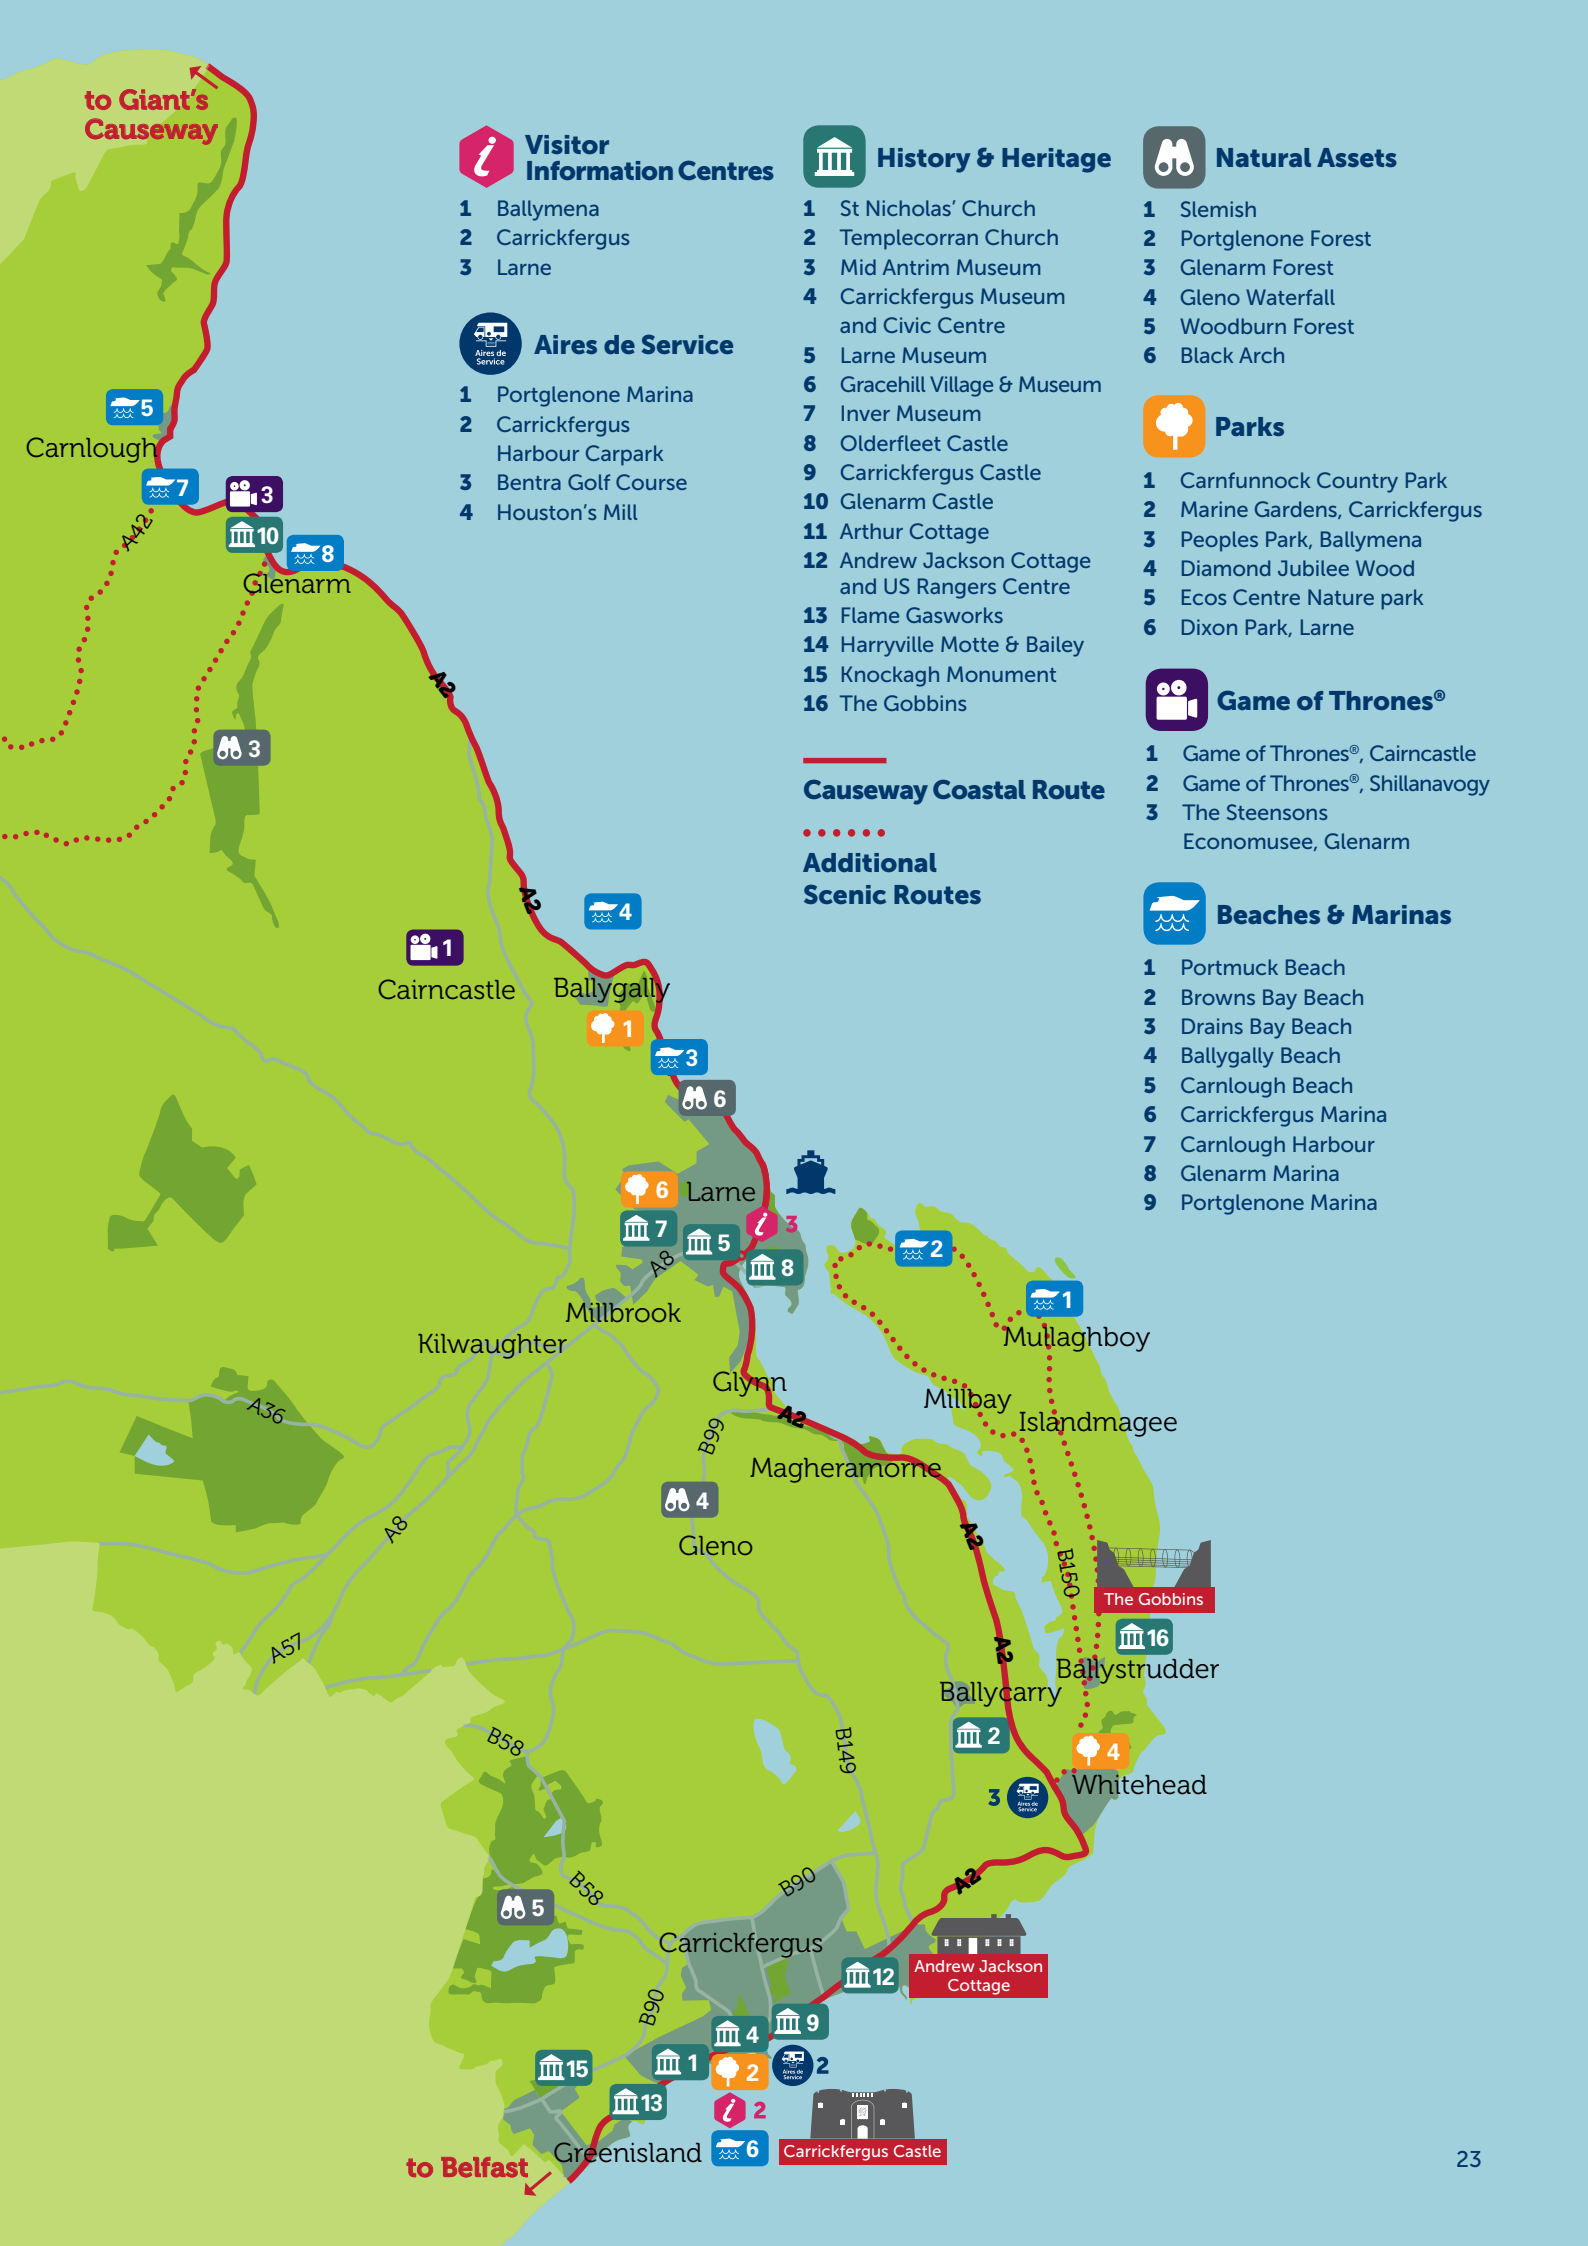 to Giant's
Causeway
Visitor
Information Centres
1 Ballymena
2 Carrickfergus
3 Larne
Aires de
Service
Aires de Service
1 Portglenone Marina
2 Carrickfergus
Harbour Carpark
3 Bentra Golf Course
4 Houston's Mill
History & Heritage
1 St Nicholas' Church
2 Templecorran Church
3 Mid Antrim Museum
4 Carrickfergus Museum
and Civic Centre
5 Larne Museum
6 Gracehill Village & Museum
7 Inver Museum
8 Olderfleet Castle
9 Carrickfergus Castle
10 Glenarm Castle
11 Arthur Cottage
12 Andrew Jackson Cottage
and US Rangers Centre
13 Flame Gasworks
14 Harryville Motte & Bailey
15 Knockagh Monument
16 The Gobbins
Causeway Coastal Route
Additional
Scenic Routes
Natural Assets
1 Slemish
2 Portglenone Forest
3 Glenarm Forest
4 Gleno Waterfall
5 Woodburn Forest
6 Black Arch
Parks
1 Carnfunnock Country Park
2 Marine Gardens, Carrickfergus
3 Peoples Park, Ballymena
4 Diamond Jubilee Wood
5 Ecos Centre Nature park
6 Dixon Park, Larne
Game of Thrones®
1 Game of Thrones®, Cairncastle
2 Game of Thrones®, Shillanavogy
3 The Steensons
Economusee, Glenarm
Beaches & Marinas
1 Portmuck Beach
2 Browns Bay Beach
3 Drains Bay Beach
4 Ballygally Beach
5 Carnlough Beach
6 Carrickfergus Marina
7 Carnlough Harbour
8 Glenarm Marina
9 Portglenone Marina
5
Carnlough
7
3
A42
10
8
Glenarm
A2
3
A2
4
1
Cairncastle
Ballygally
1
3
6
6
Larne
7
5
3
A8
8
2
1
Millbrook
Mullaghboy
Kilwaughter
Glynn
Millbay
A36
A2
Islandmagee
B99
Magheramorne
4
A8
A2
Gleno
B150
The Gobbins
16
A57
A2
Ballystrudder
Ballycarry
B58
2
B149
4
Whitehead
3
Aires de
Service
B58
B90
A2
5
Carrickfergus
12
Andrew Jackson
Cottage
B90
9
4
1
2
Aires de
Service
2
15
13
2
Greenisland
6
Carrickfergus Castle
to Belfast
23